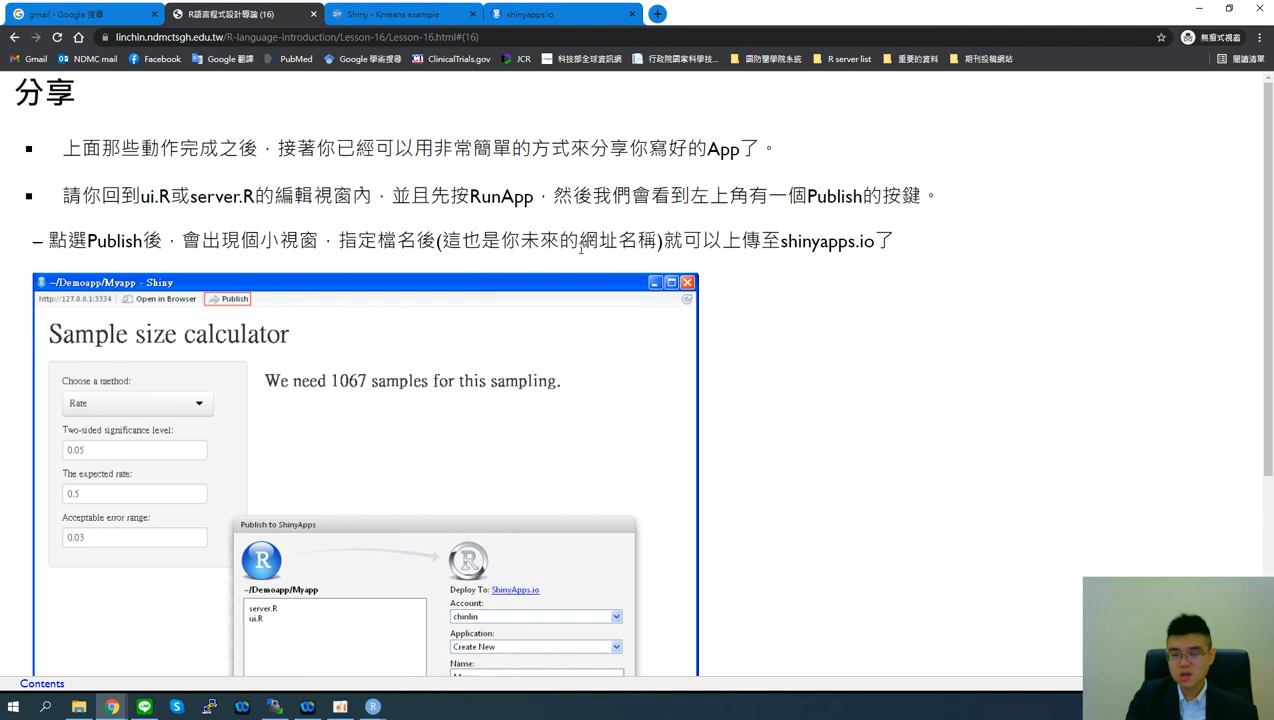 gmail - Google 搜尋
R語言程式設計導論 (16)
Shiny - Kmeans example
shinyapps.io
linchin.ndmctsgh.edu.tw/R-language-introduction/Lesson-16/Lesson-16.html#(16)
無痕式視窗
Gmail
NDMC mail
Facebook
Google 翻譯
PubMed
Google 學術搜尋
ClinicalTrials.gov
JCR
科技部全球資訊網
行政院國家科學技...
國防醫學院系統
R server list
重要的資料
期刊投稿網站
閱讀清單
分享
上面那些動作完成之後，接著你已經可以用非常簡單的方式來分享你寫好的App了。
請你回到ui.R或server.R的編輯視窗內，並且先按RunApp，然後我們會看到左上角有一個Publish的按鍵。
– 點選Publish後，會出現個小視窗，指定檔名後(這也是你未來的網址名稱)就可以上傳至shinyapps.io了
~/Demoapp/Myapp - Shiny
http://127.0.0.1:3334
Open in Browser
Publish
Sample size calculator
Choose a method:
We need 1067 samples for this sampling.
Rate
Two-sided significance level:
0.05
The expected rate:
0.5
Acceptable error range:
0.03
Publish to ShinyApps
~/Demoapp/Myapp
Deploy To: ShinyApps.io
server.R
ui.R
Account:
chinlin
Application:
Create New
Name:
Contents